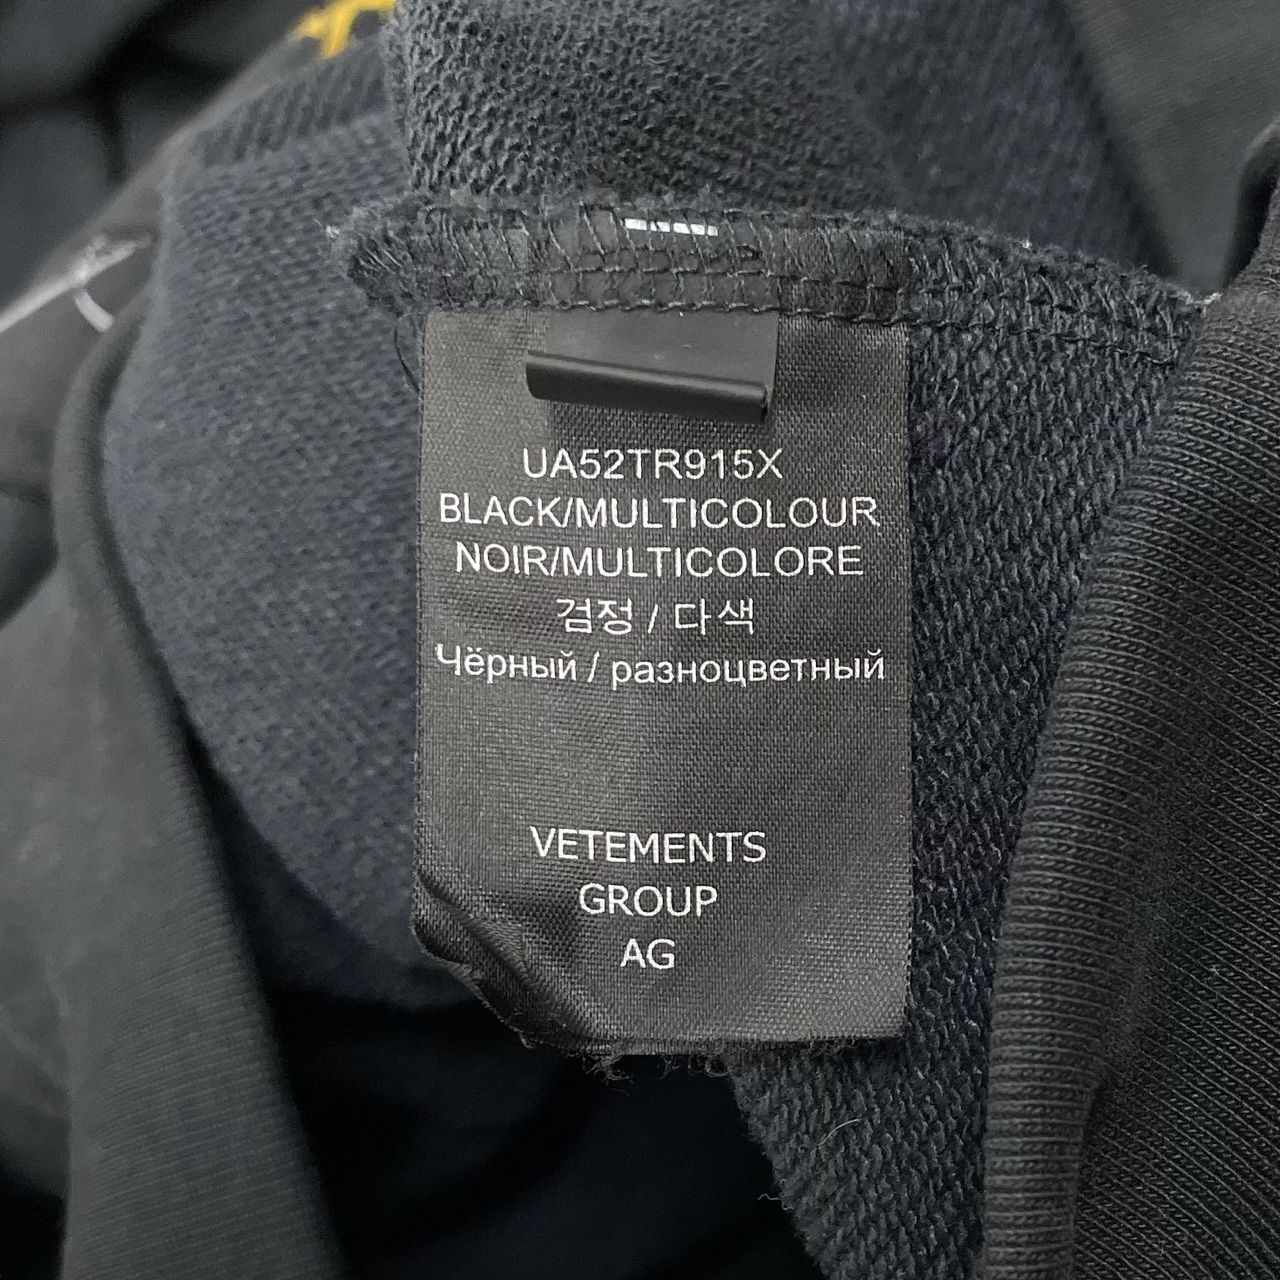 UA52TR915X
BLACK/MULTICOLOUR
NOIR/MULTICOLORE
검정 / 다색
Чёрный / разноцветный
VETEMENTS
GROUP
AG